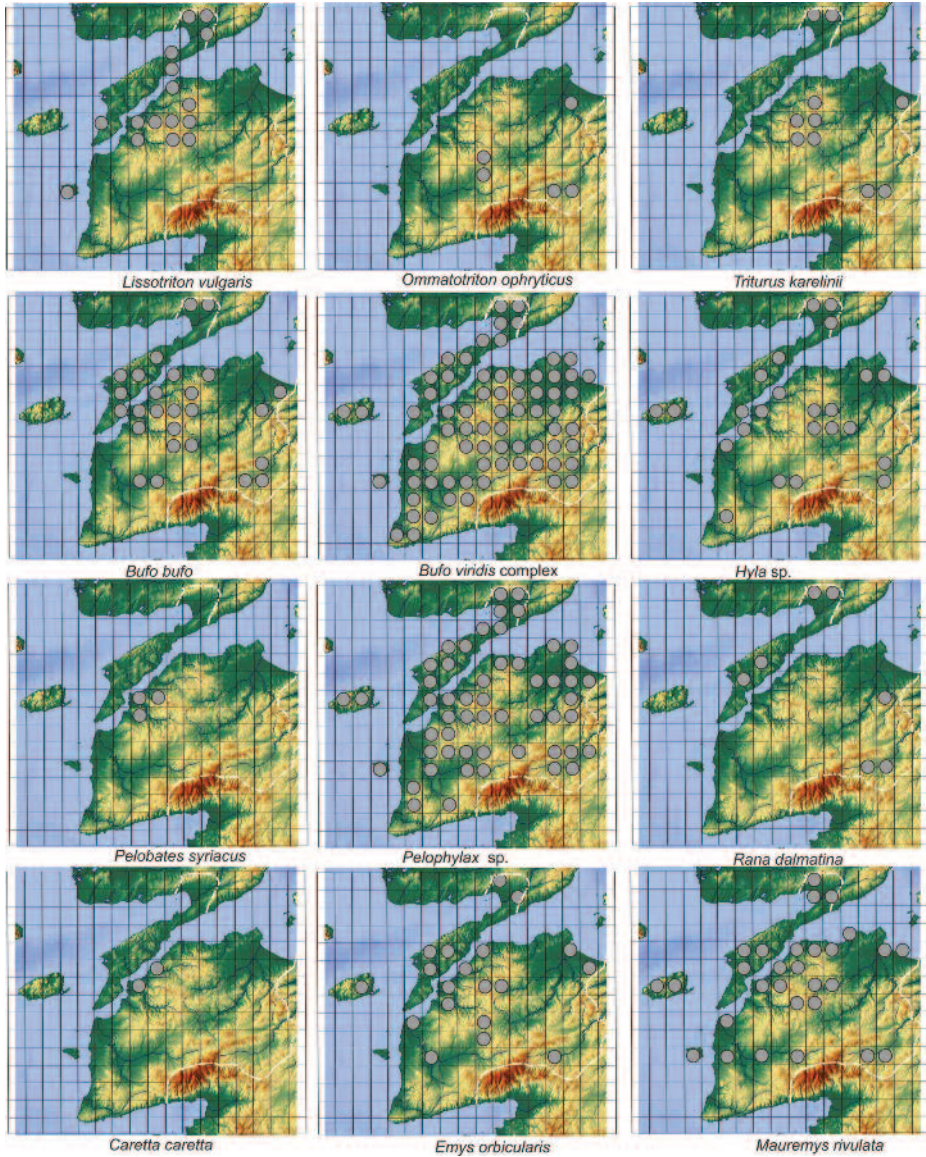 Lissotriton vulgaris Ommatotriton ophryticus Triturus karelinii
Bufo bufo Bufo viridis complex Hyla sp.
Pelobates syriacus Pelophylax sp. Rana dalmatina
Caretta caretta Emys orbicularis Mauremys rivulata